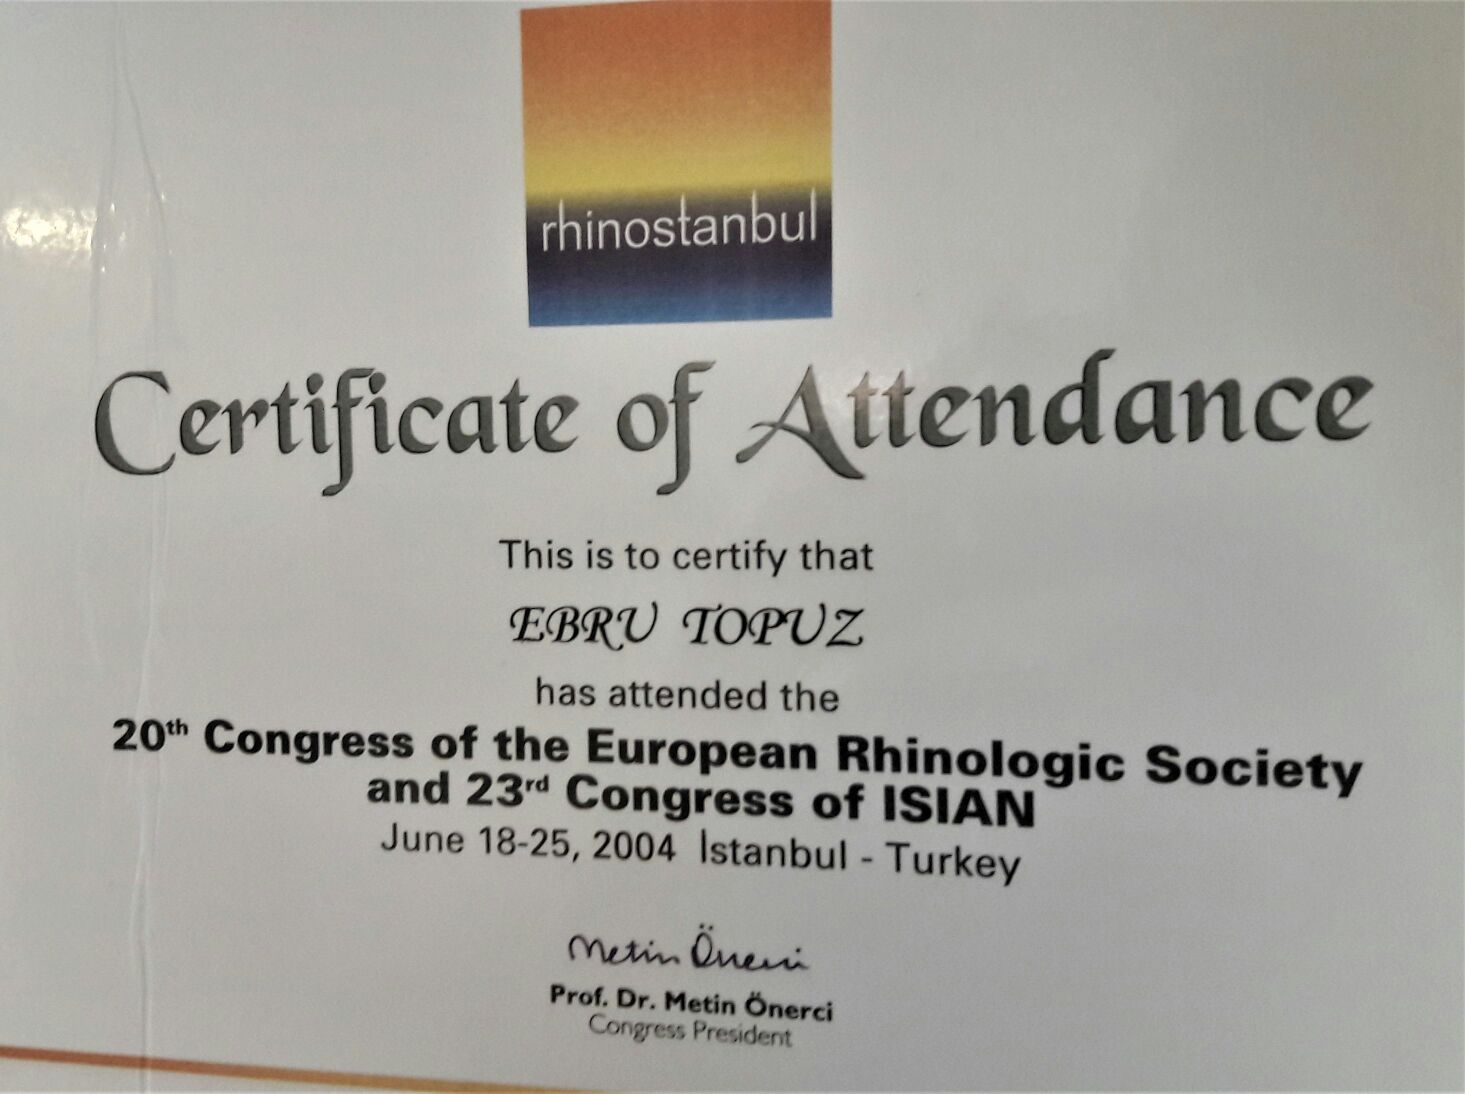 rhinostanbul
Certificate of Attendance
This is to certify that
EBRU TOPUZ
has attended the
20th Congress of the European Rhinologic Society
and 23rd Congress of ISIAN
June 18-25, 2004 İstanbul - Turkey
Metin Önerci
Prof. Dr. Metin Önerci
Congress President